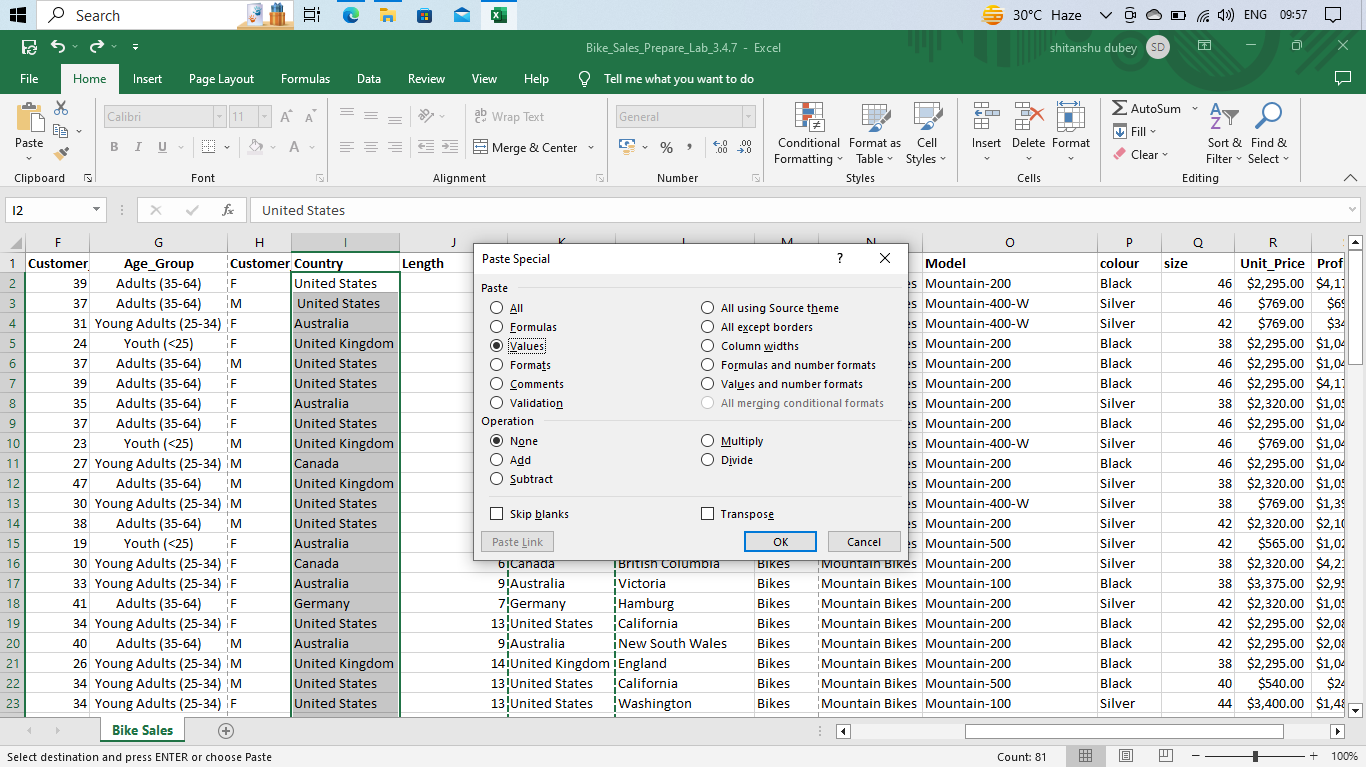 Search
30°C Haze
ENG
09:57
Bike_Sales_Prepare_Lab_3.4.7 - Excel
shitanshu dubey
SD
File Home Insert Page Layout Formulas Data Review View Help Tell me what you want to do
Paste
Calibri 11
B I U
A A
A
ab Wrap Text
Merge & Center
General
% ,
Conditional Formatting
Format as Table
Cell Styles
Insert Delete Format
AutoSum
Fill
Clear
Sort & Filter
Find & Select
Clipboard Font Alignment Number Styles Cells Editing
I2
fx
United States
F G H I J K L M N O P Q R
1 Customer_ Age_Group Customer Country Length Model colour size Unit_Price Prof
2 39 Adults (35-64) F United States es Mountain-200 Black 46 $2,295.00 $4,17
3 37 Adults (35-64) M United States es Mountain-400-W Silver 46 $769.00 $69
4 31 Young Adults (25-34) F Australia es Mountain-400-W Silver 42 $769.00 $34
5 24 Youth (<25) F United Kingdom es Mountain-200 Black 38 $2,295.00 $1,04
6 37 Adults (35-64) M United States es Mountain-200 Black 46 $2,295.00 $1,04
7 39 Adults (35-64) F United States es Mountain-200 Black 46 $2,295.00 $4,17
8 35 Adults (35-64) F Australia es Mountain-200 Silver 38 $2,320.00 $1,05
9 37 Adults (35-64) F United States es Mountain-200 Black 46 $2,295.00 $1,04
10 23 Youth (<25) M United Kingdom es Mountain-400-W Silver 46 $769.00 $1,04
11 27 Young Adults (25-34) M Canada es Mountain-200 Black 46 $2,295.00 $1,04
12 47 Adults (35-64) M United Kingdom es Mountain-200 Silver 38 $2,320.00 $1,05
13 30 Young Adults (25-34) M United States es Mountain-400-W Silver 38 $769.00 $1,39
14 38 Adults (35-64) M United States es Mountain-200 Silver 42 $2,320.00 $2,10
15 19 Youth (<25) F Australia es Mountain-500 Silver 42 $565.00 $1,02
16 30 Young Adults (25-34) F Canada 6 Canada British Columbia Bikes Mountain Bikes Mountain-200 Silver 38 $2,320.00 $4,21
17 33 Young Adults (25-34) F Australia 9 Australia Victoria Bikes Mountain Bikes Mountain-100 Black 38 $3,375.00 $2,95
18 41 Adults (35-64) F Germany 7 Germany Hamburg Bikes Mountain Bikes Mountain-200 Silver 42 $2,320.00 $1,05
19 34 Young Adults (25-34) F United States 13 United States California Bikes Mountain Bikes Mountain-200 Black 42 $2,295.00 $2,08
20 40 Adults (35-64) M Australia 9 Australia New South Wales Bikes Mountain Bikes Mountain-200 Black 42 $2,295.00 $2,08
21 26 Young Adults (25-34) M United Kingdom 14 United Kingdom England Bikes Mountain Bikes Mountain-200 Black 38 $2,295.00 $1,04
22 34 Young Adults (25-34) M United States 13 United States California Bikes Mountain Bikes Mountain-500 Black 40 $540.00 $24
23 34 Young Adults (25-34) F United States 13 United States Washington Bikes Mountain Bikes Mountain-100 Silver 44 $3,400.00 $1,48
Paste Special ?
Paste
All All using Source theme
Formulas All except borders
Values Column widths
Formats Formulas and number formats
Comments Values and number formats
Validation All merging conditional formats
Operation
None Multiply
Add Divide
Subtract
Skip blanks Transpose
Paste Link OK Cancel
Bike Sales
Select destination and press ENTER or choose Paste
Count: 81
100%